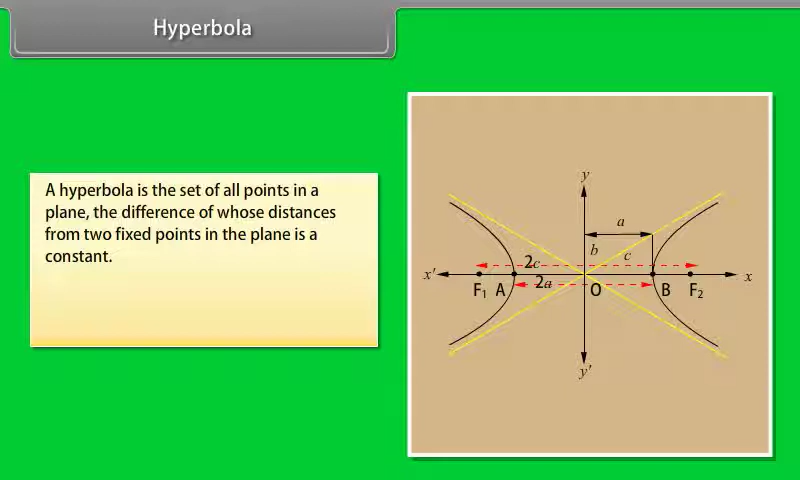 Hyperbola
A hyperbola is the set of all points in a
plane, the difference of whose distances
from two fixed points in the plane is a
constant.
y
a
b
c
2c
x′
x
F₁ A
2a
O
B F₂
y′